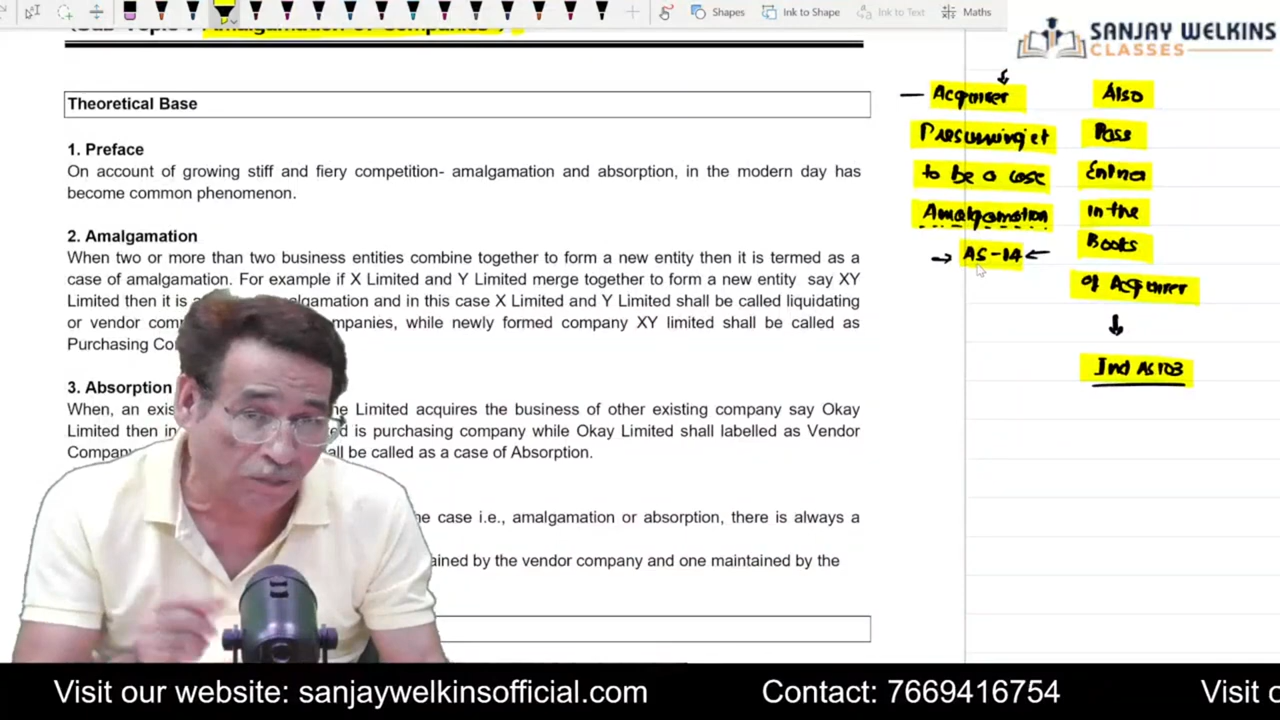 Shapes
Ink to Shape
Ink to Text
Maths
SANJAY WELKINS
CLASSES
Theoretical Base
1. Preface
On account of growing stiff and fiery competition- amalgamation and absorption, in the modern day has
become common phenomenon.
2. Amalgamation
When two or more than two business entities combine together to form a new entity then it is termed as a
case of amalgamation. For example if X Limited and Y Limited merge together to form a new entity say XY
Limited then it is a amalgamation and in this case X Limited and Y Limited shall be called liquidating
or vendor com mpanies, while newly formed company XY limited shall be called as
Purchasing Co
3. Absorption
When, an exis e Limited acquires the business of other existing company say Okay
Limited then in is purchasing company while Okay Limited shall labelled as Vendor
Company all be called as a case of Absorption.
he case i.e., amalgamation or absorption, there is always a
ained by the vendor company and one maintained by the
Acquirer
Presuming it
to be a case
Amalgamation
AS-14
Also
Pass
Entries
in the
Books
of Acquirer
Ind AS 103
Visit our website: sanjaywelkinsofficial.com
Contact: 7669416754
Visit o